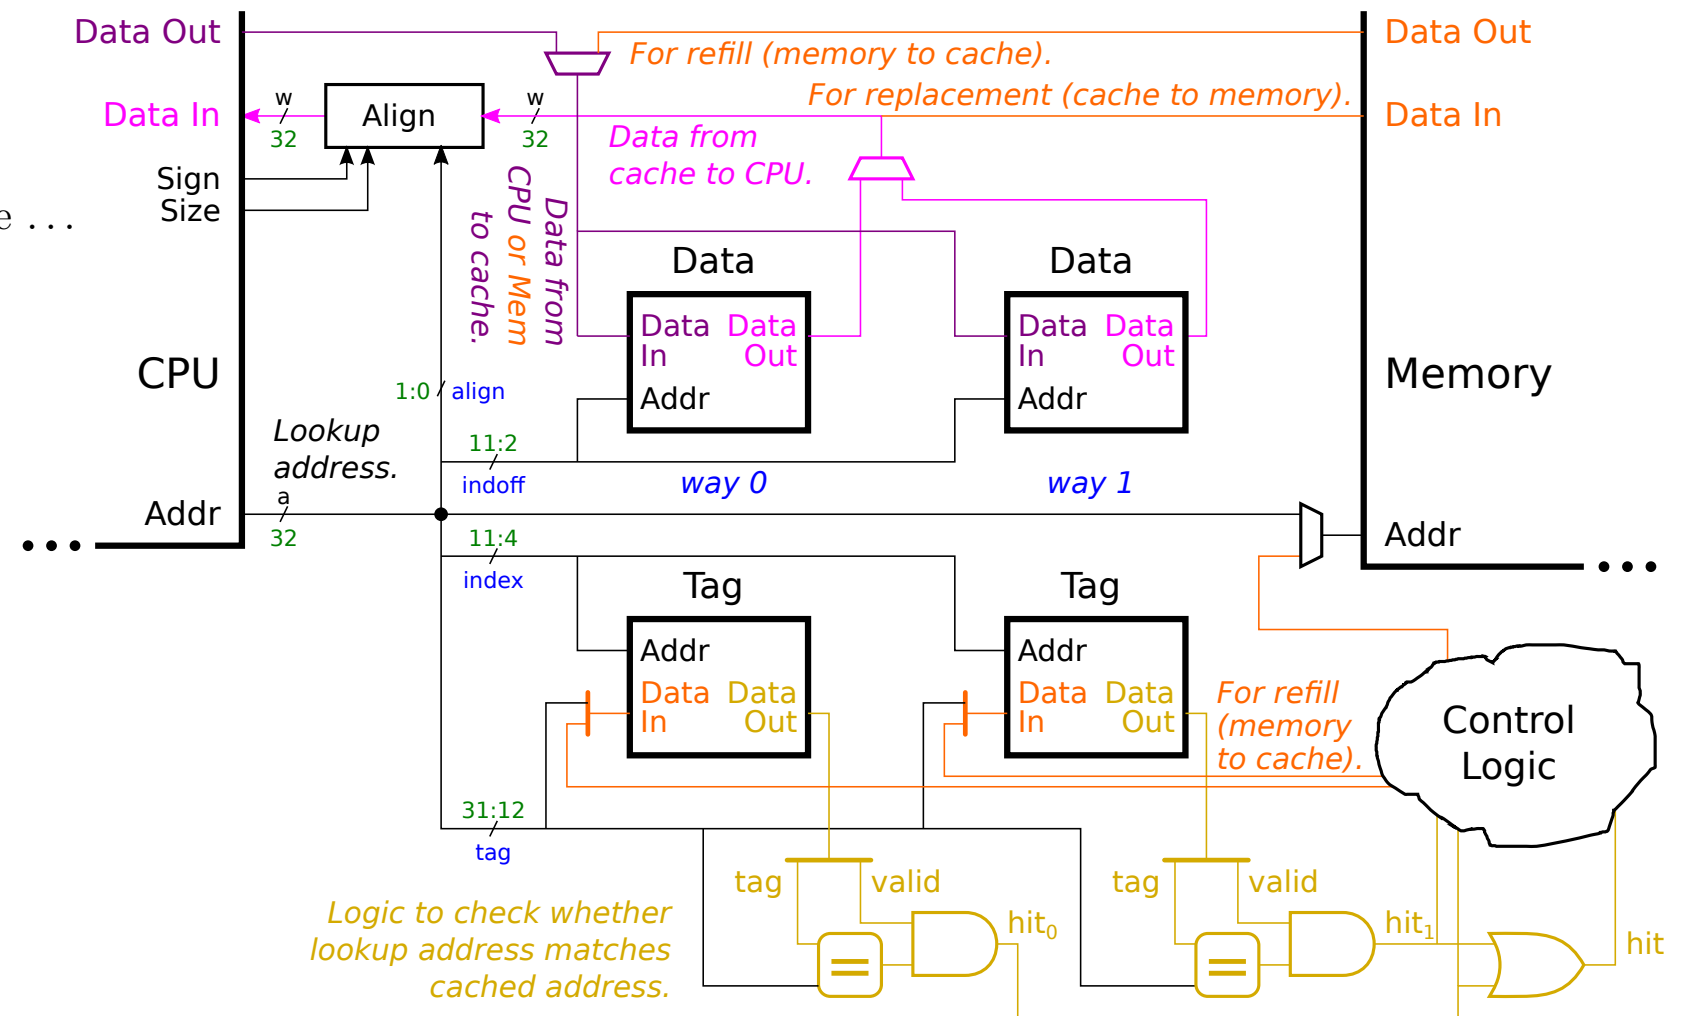 Data Out
For refill (memory to cache).
Data Out
For replacement (cache to memory).
Data In
w
32
Align
w
32
Data In
Data from
cache to CPU.
Sign
Size
e ...
Data from
CPU or Mem
to cache.
Data
Data
Data In
Data Out
Addr
Data In
Data Out
Addr
CPU
Memory
1:0
align
Lookup
address.
11:2
indoff
way 0
way 1
a
32
Addr
Addr
11:4
index
Tag
Tag
Addr
Data In
Data Out
Addr
Data In
Data Out
For refill
(memory
to cache).
Control
Logic
31:12
tag
tag
valid
tag
valid
Logic to check whether
lookup address matches
cached address.
=
hit0
=
hit1
hit